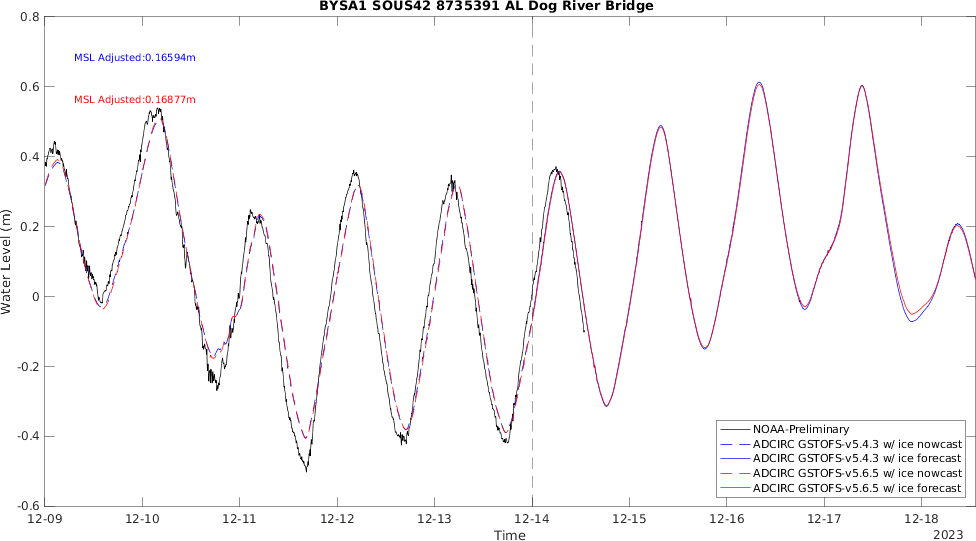 BYSA1 SOUS42 8735391 AL Dog River Bridge
0.8
0.6
0.4
0.2
0
-0.2
-0.4
-0.6
Water Level (m)
MSL Adjusted:0.16594m
MSL Adjusted:0.16877m
NOAA-Preliminary
ADCIRC GSTOFS-v5.4.3 w/ ice nowcast
ADCIRC GSTOFS-v5.4.3 w/ ice forecast
ADCIRC GSTOFS-v5.6.5 w/ ice nowcast
ADCIRC GSTOFS-v5.6.5 w/ ice forecast
12-09 12-10 12-11 12-12 12-13 12-14 12-15 12-16 12-17 12-18
Time
2023